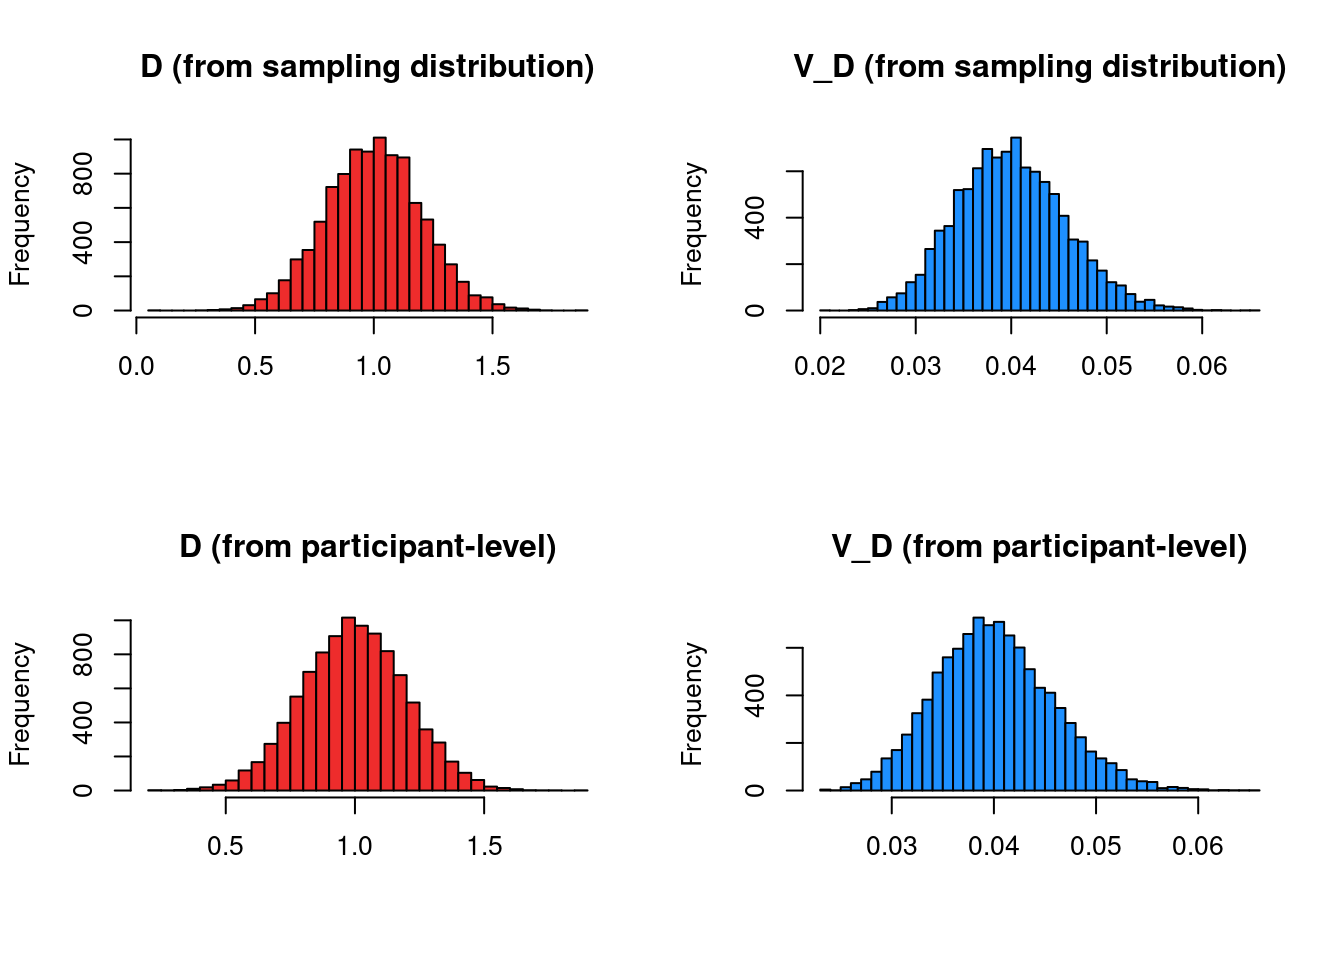 D (from sampling distribution)
Frequency
0 400 800
0.0 0.5 1.0 1.5
V_D (from sampling distribution)
Frequency
0 400
0.02 0.03 0.04 0.05 0.06
D (from participant-level)
Frequency
0 400 800
0.5 1.0 1.5
V_D (from participant-level)
Frequency
0 400
0.03 0.04 0.05 0.06